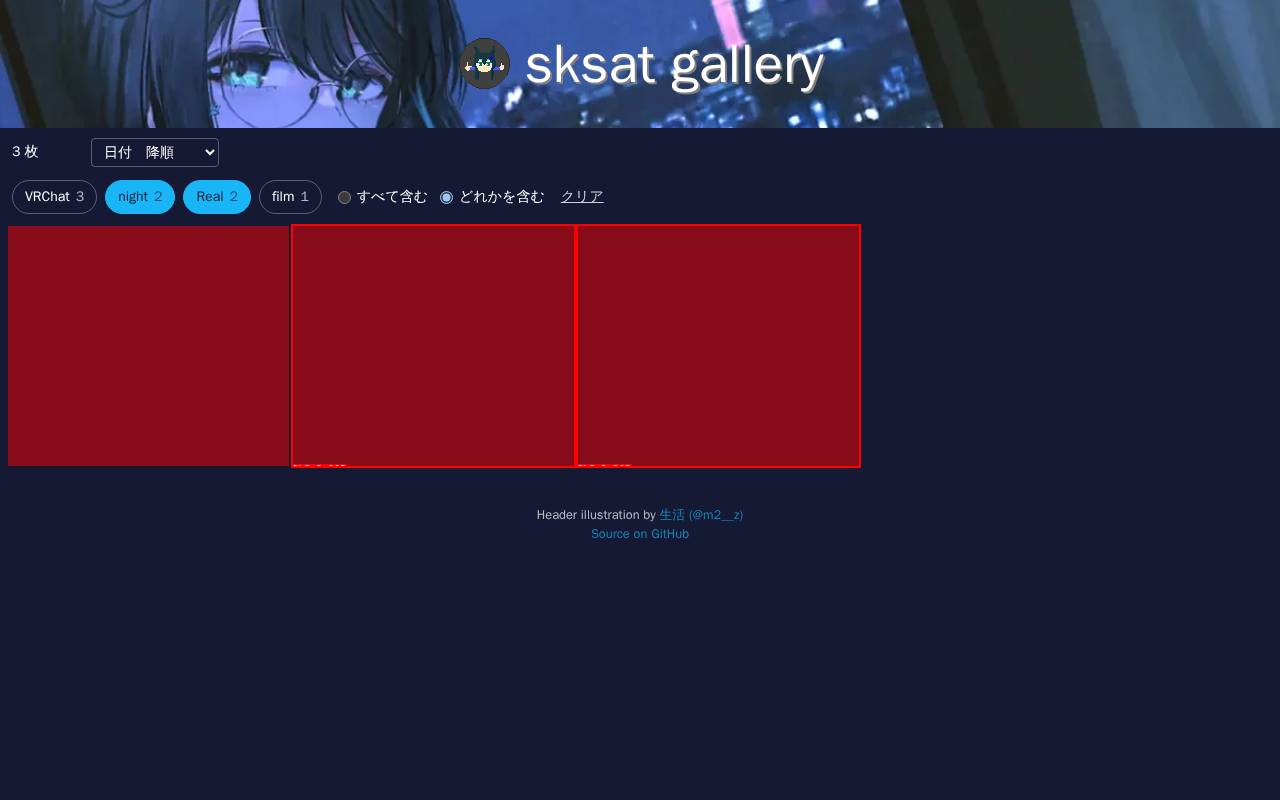 sksat gallery
3 枚
日付　降順
VRChat 3 night 2 Real 2 film 1 すべて含む どれかを含む クリア
Header illustration by 生活 (@m2__z)
Source on GitHub